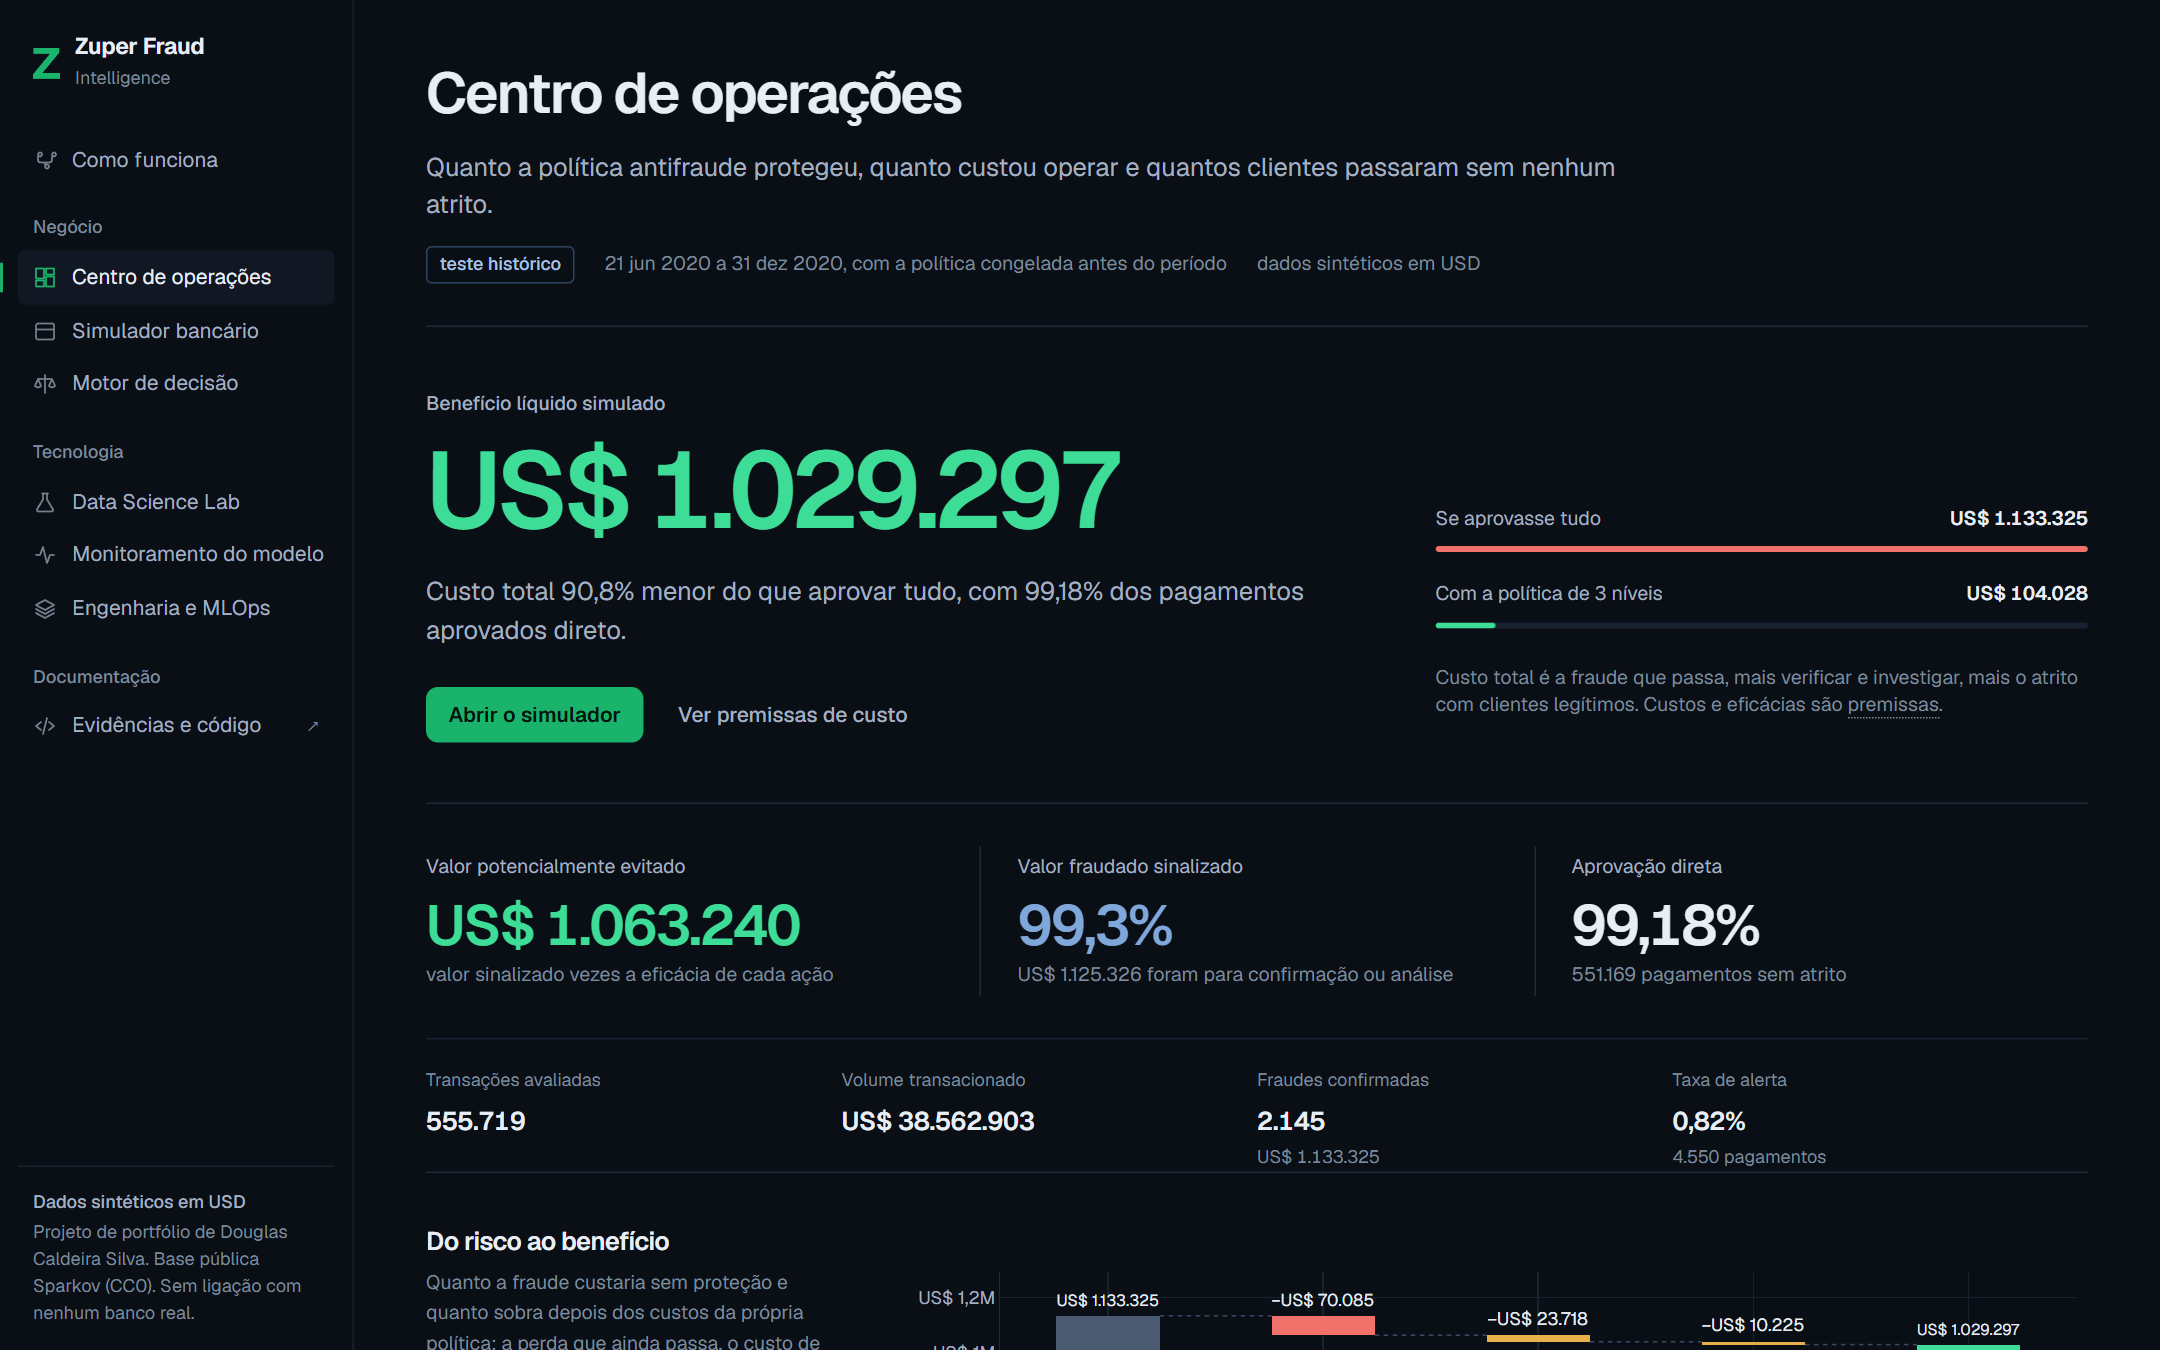 Zuper Fraud
Intelligence
Como funciona
Negócio
Centro de operações
Simulador bancário
Motor de decisão
Tecnologia
Data Science Lab
Monitoramento do modelo
Engenharia e MLOps
Documentação
Evidências e código
Dados sintéticos em USD
Projeto de portfólio de Douglas
Caldeira Silva. Base pública
Sparkov (CC0). Sem ligação com
nenhum banco real.
Centro de operações
Quanto a política antifraude protegeu, quanto custou operar e quantos clientes passaram sem nenhum
atrito.
teste histórico
21 jun 2020 a 31 dez 2020, com a política congelada antes do período
dados sintéticos em USD
Benefício líquido simulado
US$ 1.029.297
Custo total 90,8% menor do que aprovar tudo, com 99,18% dos pagamentos
aprovados direto.
Abrir o simulador
Ver premissas de custo
Se aprovasse tudo
US$ 1.133.325
Com a política de 3 níveis
US$ 104.028
Custo total é a fraude que passa, mais verificar e investigar, mais o atrito
com clientes legítimos. Custos e eficácias são premissas.
Valor potencialmente evitado
US$ 1.063.240
valor sinalizado vezes a eficácia de cada ação
Valor fraudado sinalizado
99,3%
US$ 1.125.326 foram para confirmação ou análise
Aprovação direta
99,18%
551.169 pagamentos sem atrito
Transações avaliadas
555.719
Volume transacionado
US$ 38.562.903
Fraudes confirmadas
2.145
US$ 1.133.325
Taxa de alerta
0,82%
4.550 pagamentos
Do risco ao benefício
Quanto a fraude custaria sem proteção e
quanto sobra depois dos custos da própria
política: a perda que ainda passa, o custo de
US$ 1,2M
US$ 1M
US$ 1.133.325
−US$ 70.085
−US$ 23.718
−US$ 10.225
US$ 1.029.297